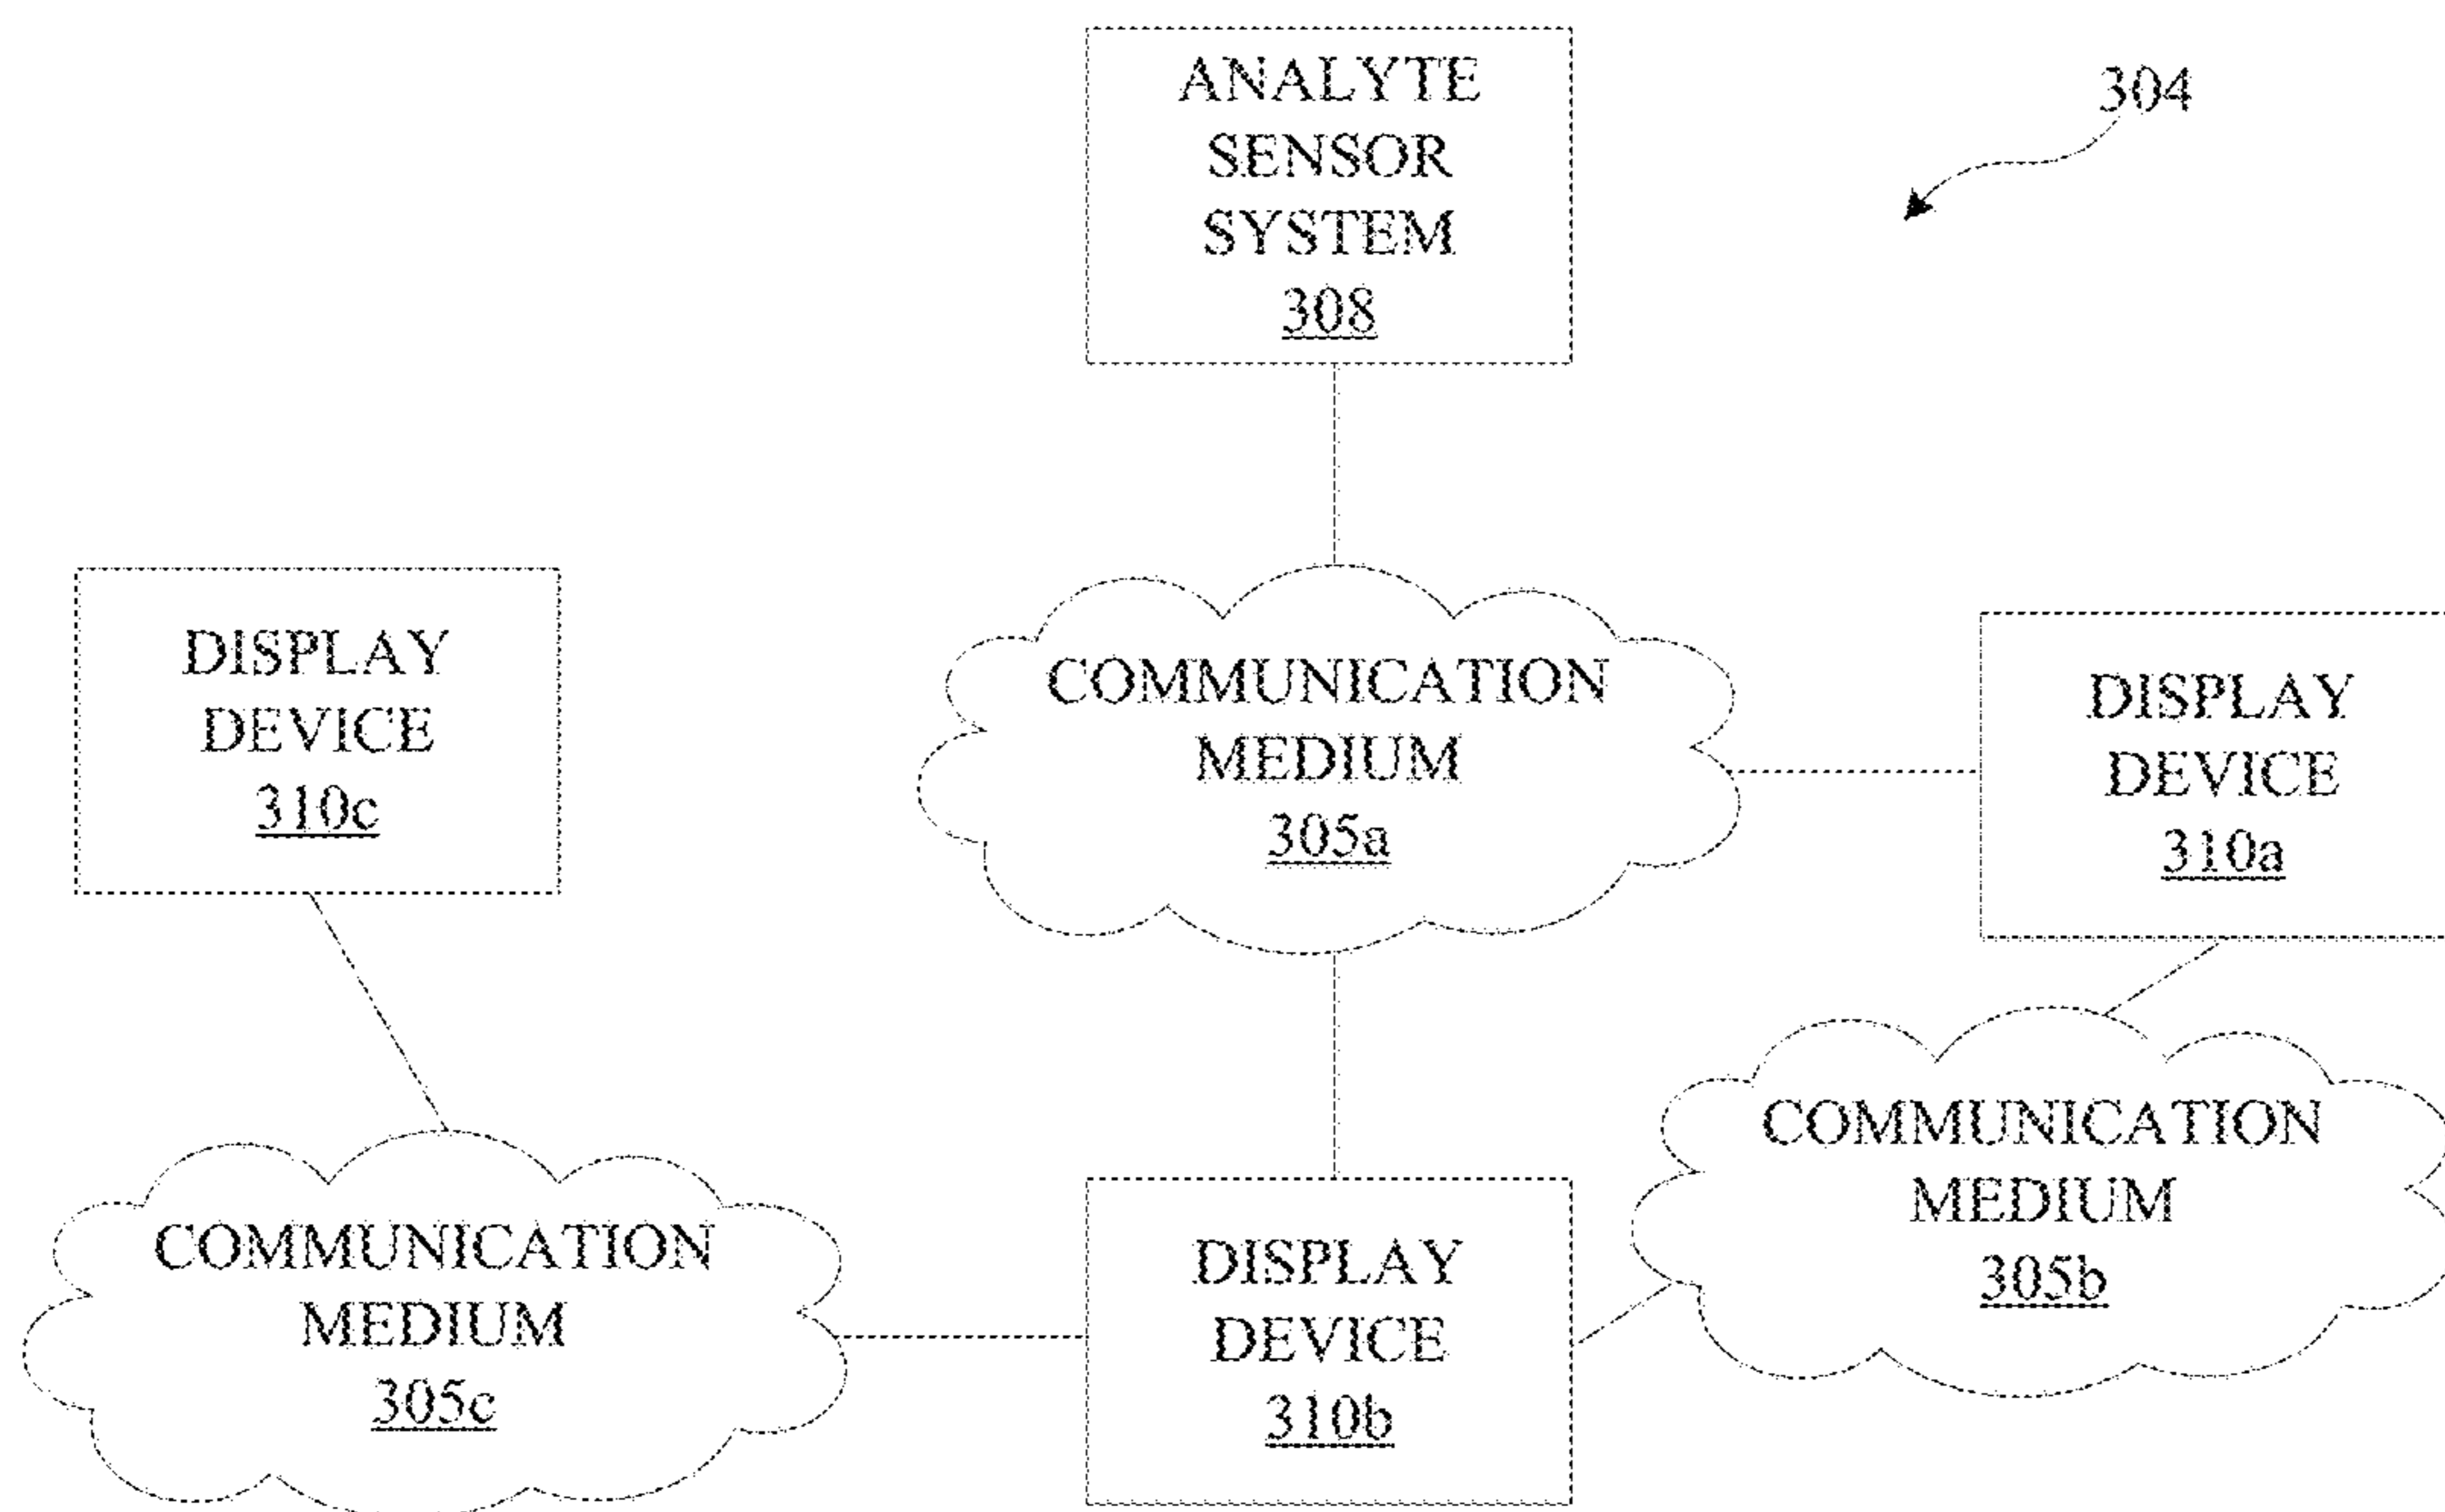 ANALYTE
SENSOR
SYSTEM
308
304
DISPLAY
DEVICE
310c
COMMUNICATION
MEDIUM
305a
DISPLAY
DEVICE
310a
COMMUNICATION
MEDIUM
305c
DISPLAY
DEVICE
310b
COMMUNICATION
MEDIUM
305b